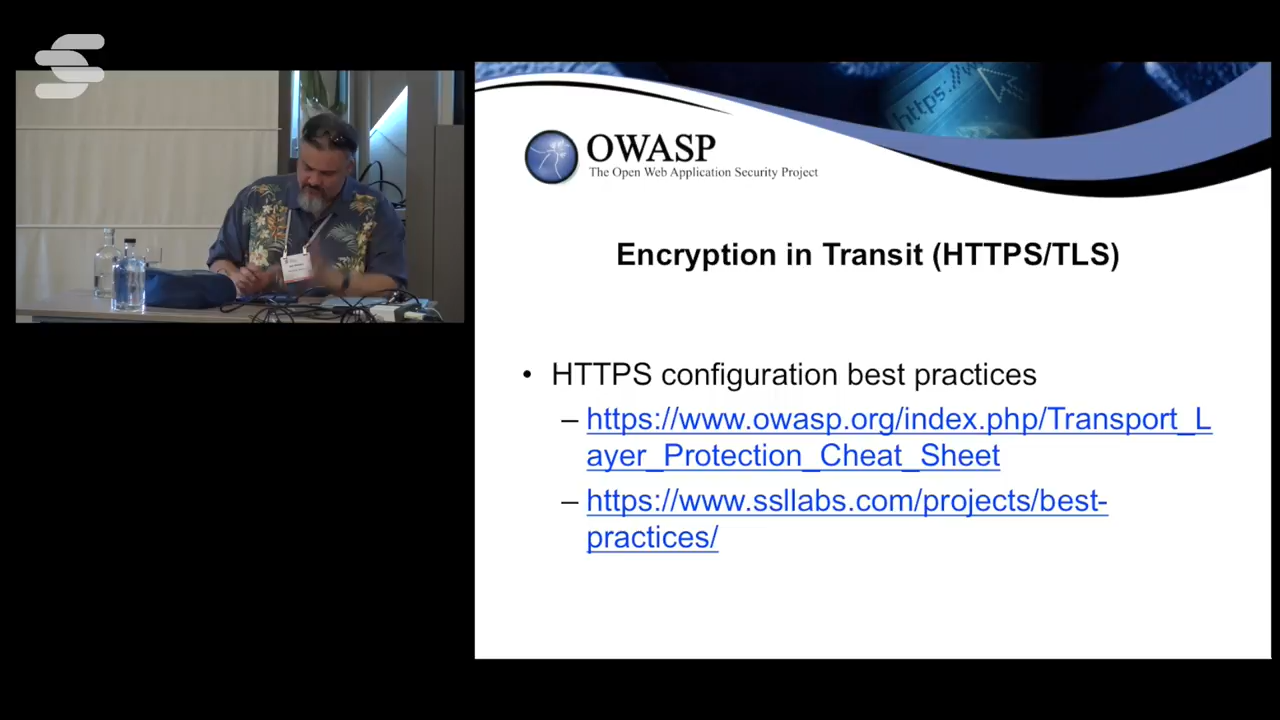 https://w
OWASP
The Open Web Application Security Project
Encryption in Transit (HTTPS/TLS)
• HTTPS configuration best practices
– https://www.owasp.org/index.php/Transport_L
ayer_Protection_Cheat_Sheet
– https://www.ssllabs.com/projects/best-
practices/